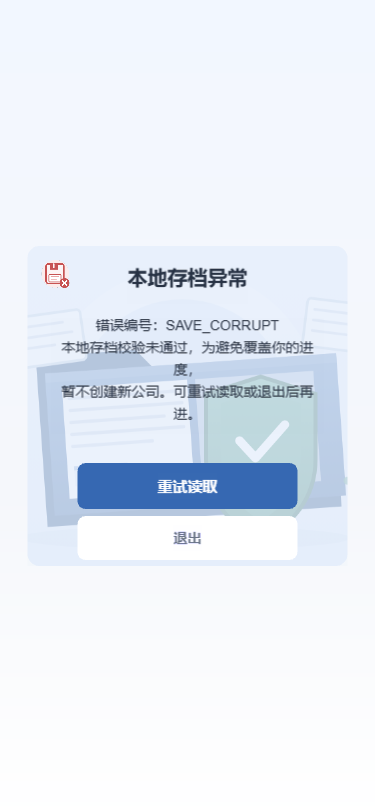 本地存档异常
错误编号：SAVE_CORRUPT
本地存档校验未通过，为避免覆盖你的进
度，
暂不创建新公司。可重试读取或退出后再
进。
重试读取
退出